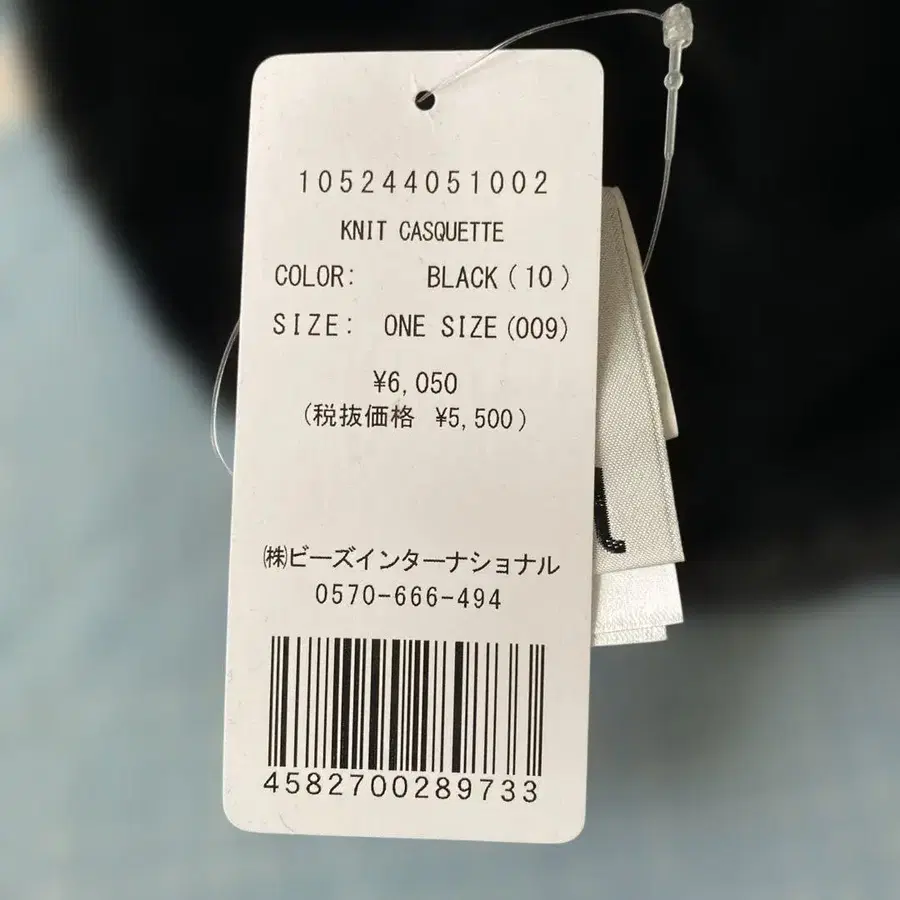 105244051002
KNIT CASQUETTE
COLOR: BLACK(10)
SIZE: ONE SIZE(009)
¥6,050
(税抜価格 ¥5,500)
㈱ビーズインターナショナル
0570-666-494
4582700289733